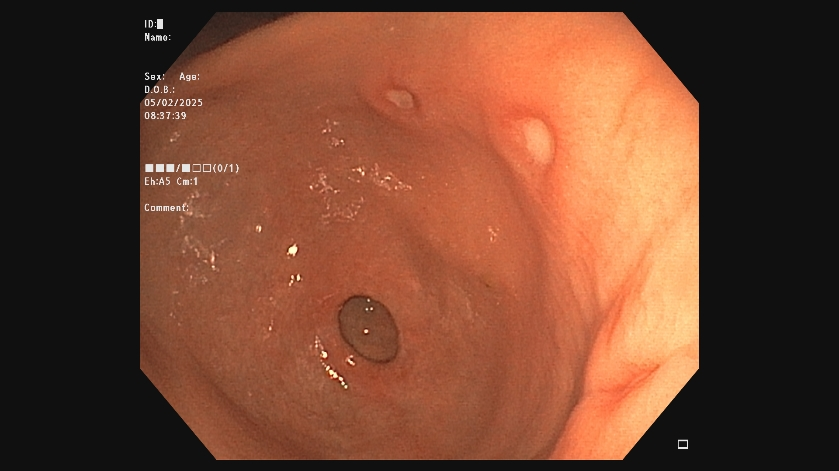 ID:
Name:
Sex: Age:
D.O.B.:
05/02/2025
08:37:39
■■■/■□□(0/1)
Eh:A5 Cm:1
Comment: